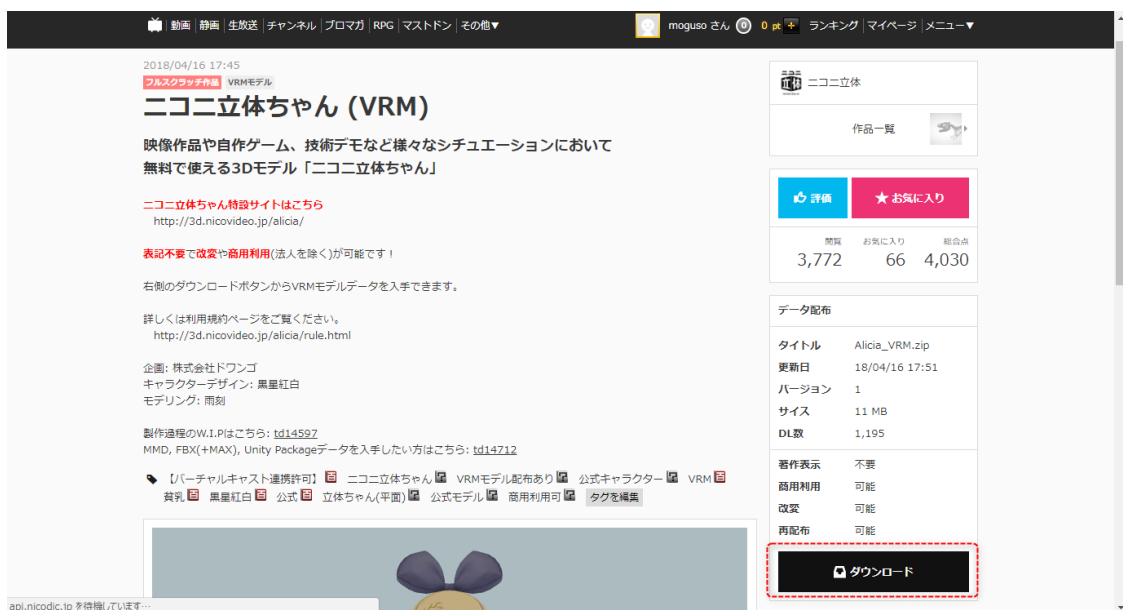 動画 静画 生放送 チャンネル ブロマガ RPG マストドン その他▼ moguso さん 0 0 pt + ランキング マイページ メニュー▼
2018/04/16 17:45
フルスクラッチ作品 VRMモデル
ニコニ立体ちゃん (VRM)
映像作品や自作ゲーム、技術デモなど様々なシチュエーションにおいて
無料で使える3Dモデル「ニコニ立体ちゃん」
ニコニ立体ちゃん特設サイトはこちら
http://3d.nicovideo.jp/alicia/
表記不要で改変や商用利用(法人を除く)が可能です!
右側のダウンロードボタンからVRMモデルデータを入手できます。
詳しくは利用規約ページをご覧ください。
http://3d.nicovideo.jp/alicia/rule.html
企画: 株式会社ドワンゴ
キャラクターデザイン: 黒星紅白
モデリング: 雨刻
製作過程のW.I.Pはこちら: td14597
MMD, FBX(+MAX), Unity Packageデータを入手したい方はこちら: td14712
【バーチャルキャスト連携許可】 ニコニ立体ちゃん VRMモデル配布あり 公式キャラクター VRM
貧乳 黒星紅白 公式 立体ちゃん(平面) 公式モデル 商用利用可 タグを編集
ニコニ立体
作品一覧
評価 ★お気に入り
閲覧 お気に入り 総合点
3,772 66 4,030
データ配布
タイトル Alicia_VRM.zip
更新日 18/04/16 17:51
バージョン 1
サイズ 11 MB
DL数 1,195
著作表示 不要
商用利用 可能
改変 可能
再配布 可能
ダウンロード
api.nicodic.jp を待機しています…